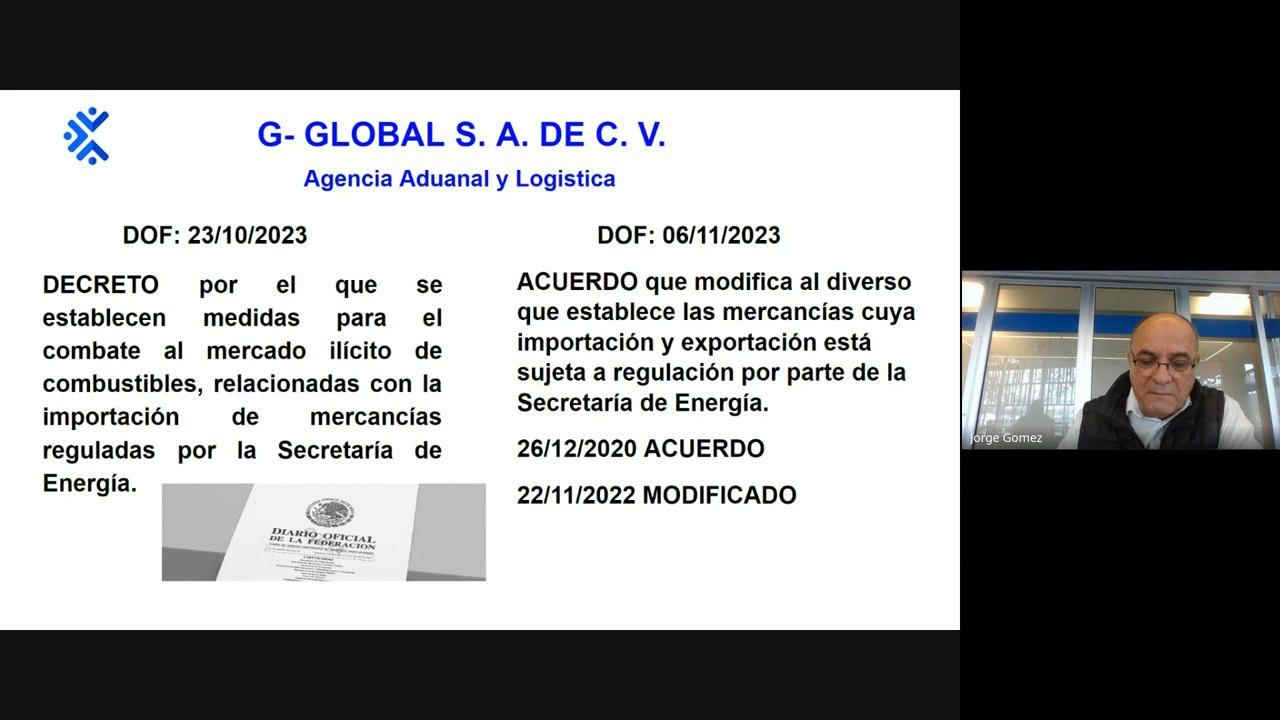 G- GLOBAL S. A. DE C. V.
Agencia Aduanal y Logistica
DOF: 23/10/2023
DECRETO por el que se
establecen medidas para el
combate al mercado ilícito de
combustibles, relacionadas con la
importación de mercancías
reguladas por la Secretaría de
Energía.
DIARIO OFICIAL
DE LA FEDERACION
CONTENIDO
DOF: 06/11/2023
ACUERDO que modifica al diverso
que establece las mercancías cuya
importación y exportación está
sujeta a regulación por parte de la
Secretaría de Energía.
26/12/2020 ACUERDO
22/11/2022 MODIFICADO
Jorge Gomez